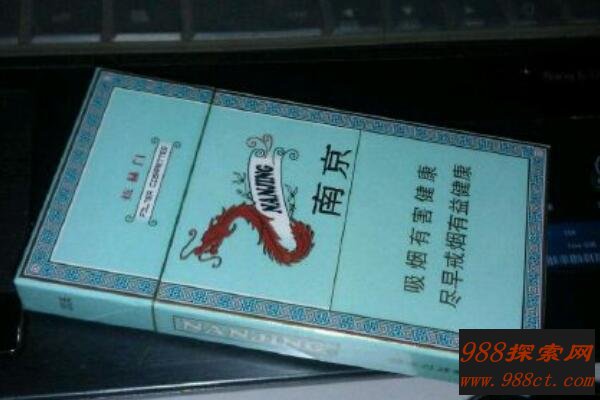 炫赫门
FILTER CIGARETTES
NANJING
南京
吸烟有害健康
尽早戒烟有益健康
NANJING
988探索网
www.988ct.com